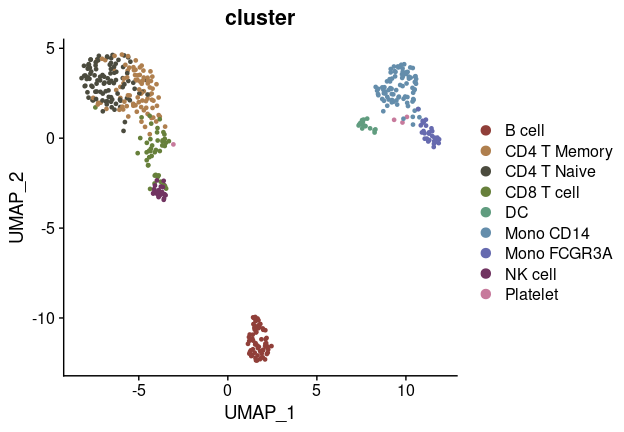 cluster
5
0
-5
-10
UMAP_2
-5
0
5
10
UMAP_1
B cell
CD4 T Memory
CD4 T Naive
CD8 T cell
DC
Mono CD14
Mono FCGR3A
NK cell
Platelet